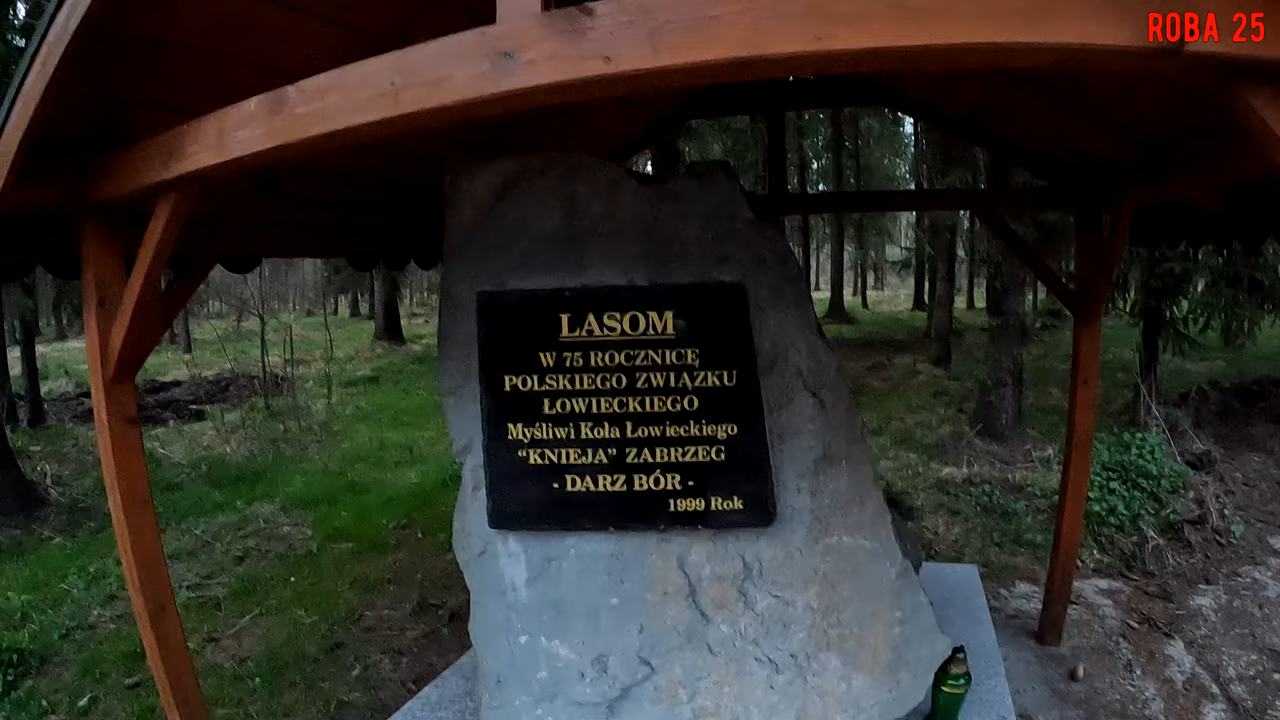 ROBA 25
LASOM
W 75 ROCZNICĘ
POLSKIEGO ZWIĄZKU
ŁOWIECKIEGO
Myśliwi Koła Łowieckiego
“KNIEJA” ZABRZEG
- DARZ BÓR -
1999 Rok